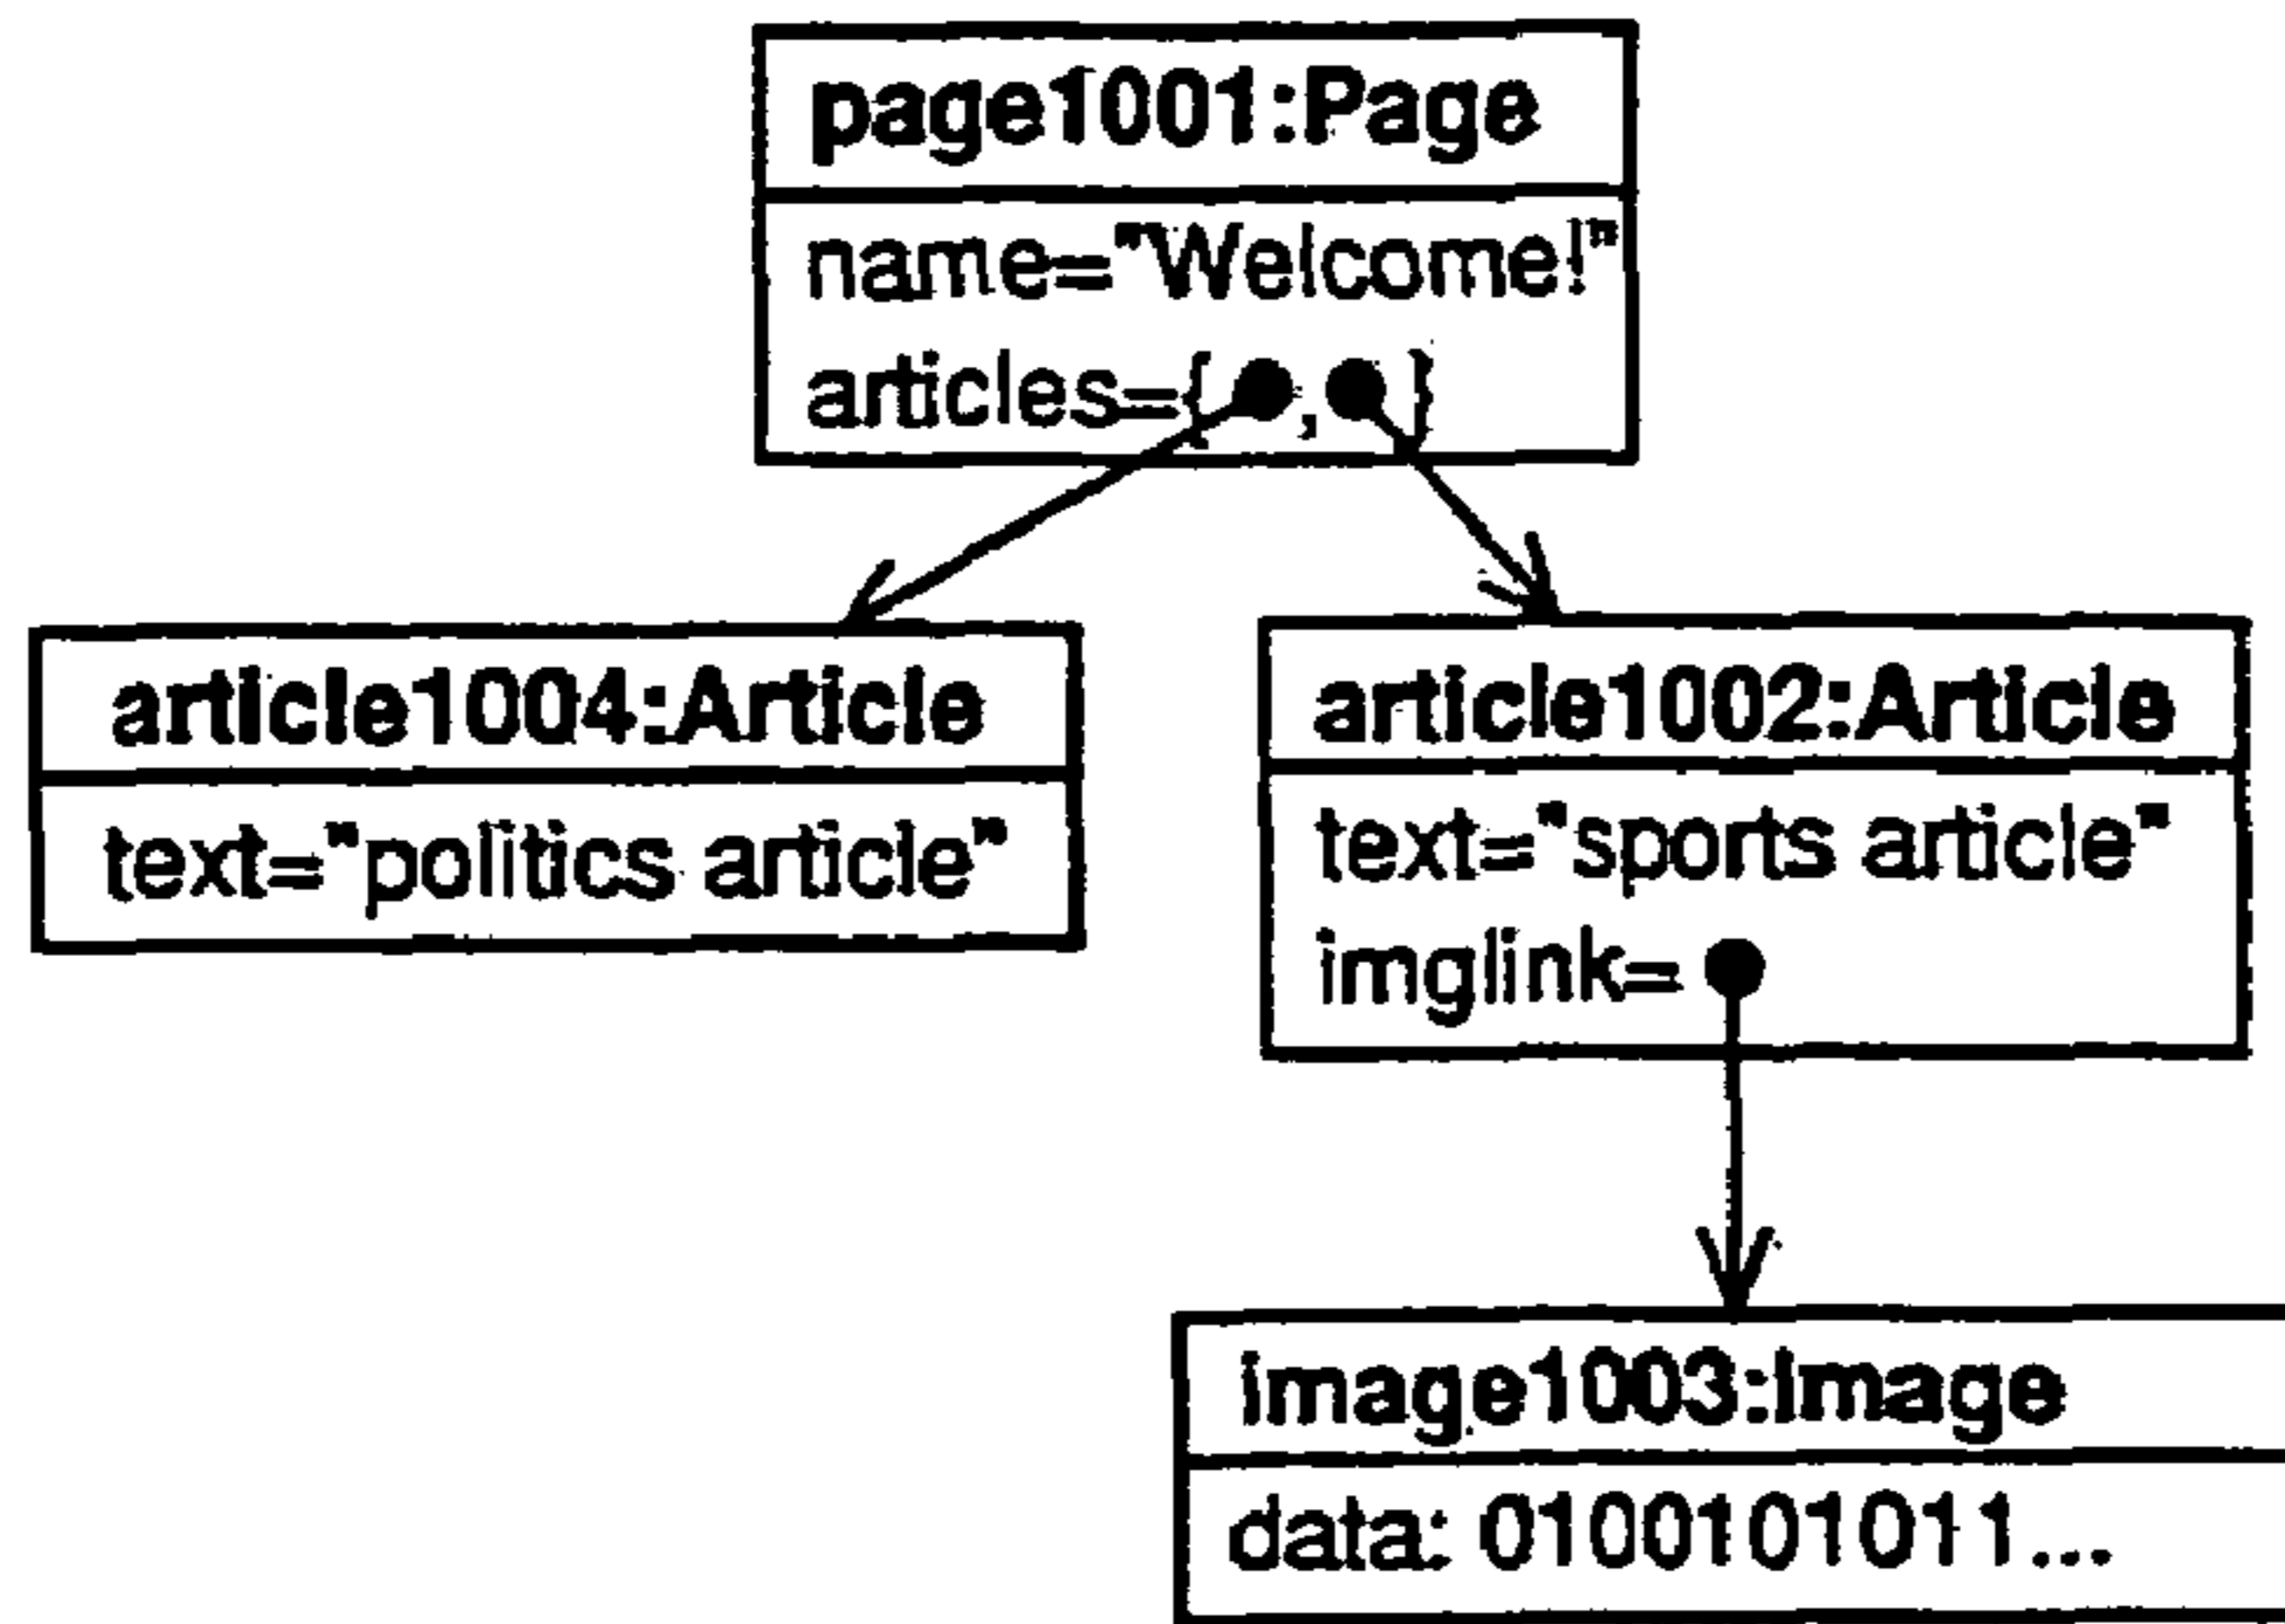 page1001:Page
name="Welcome!"
articles={ , }
article1004:Article
text="politics article"
article1002:Article
text="sports article"
imglink=
image1003:Image
data: 0100101011...